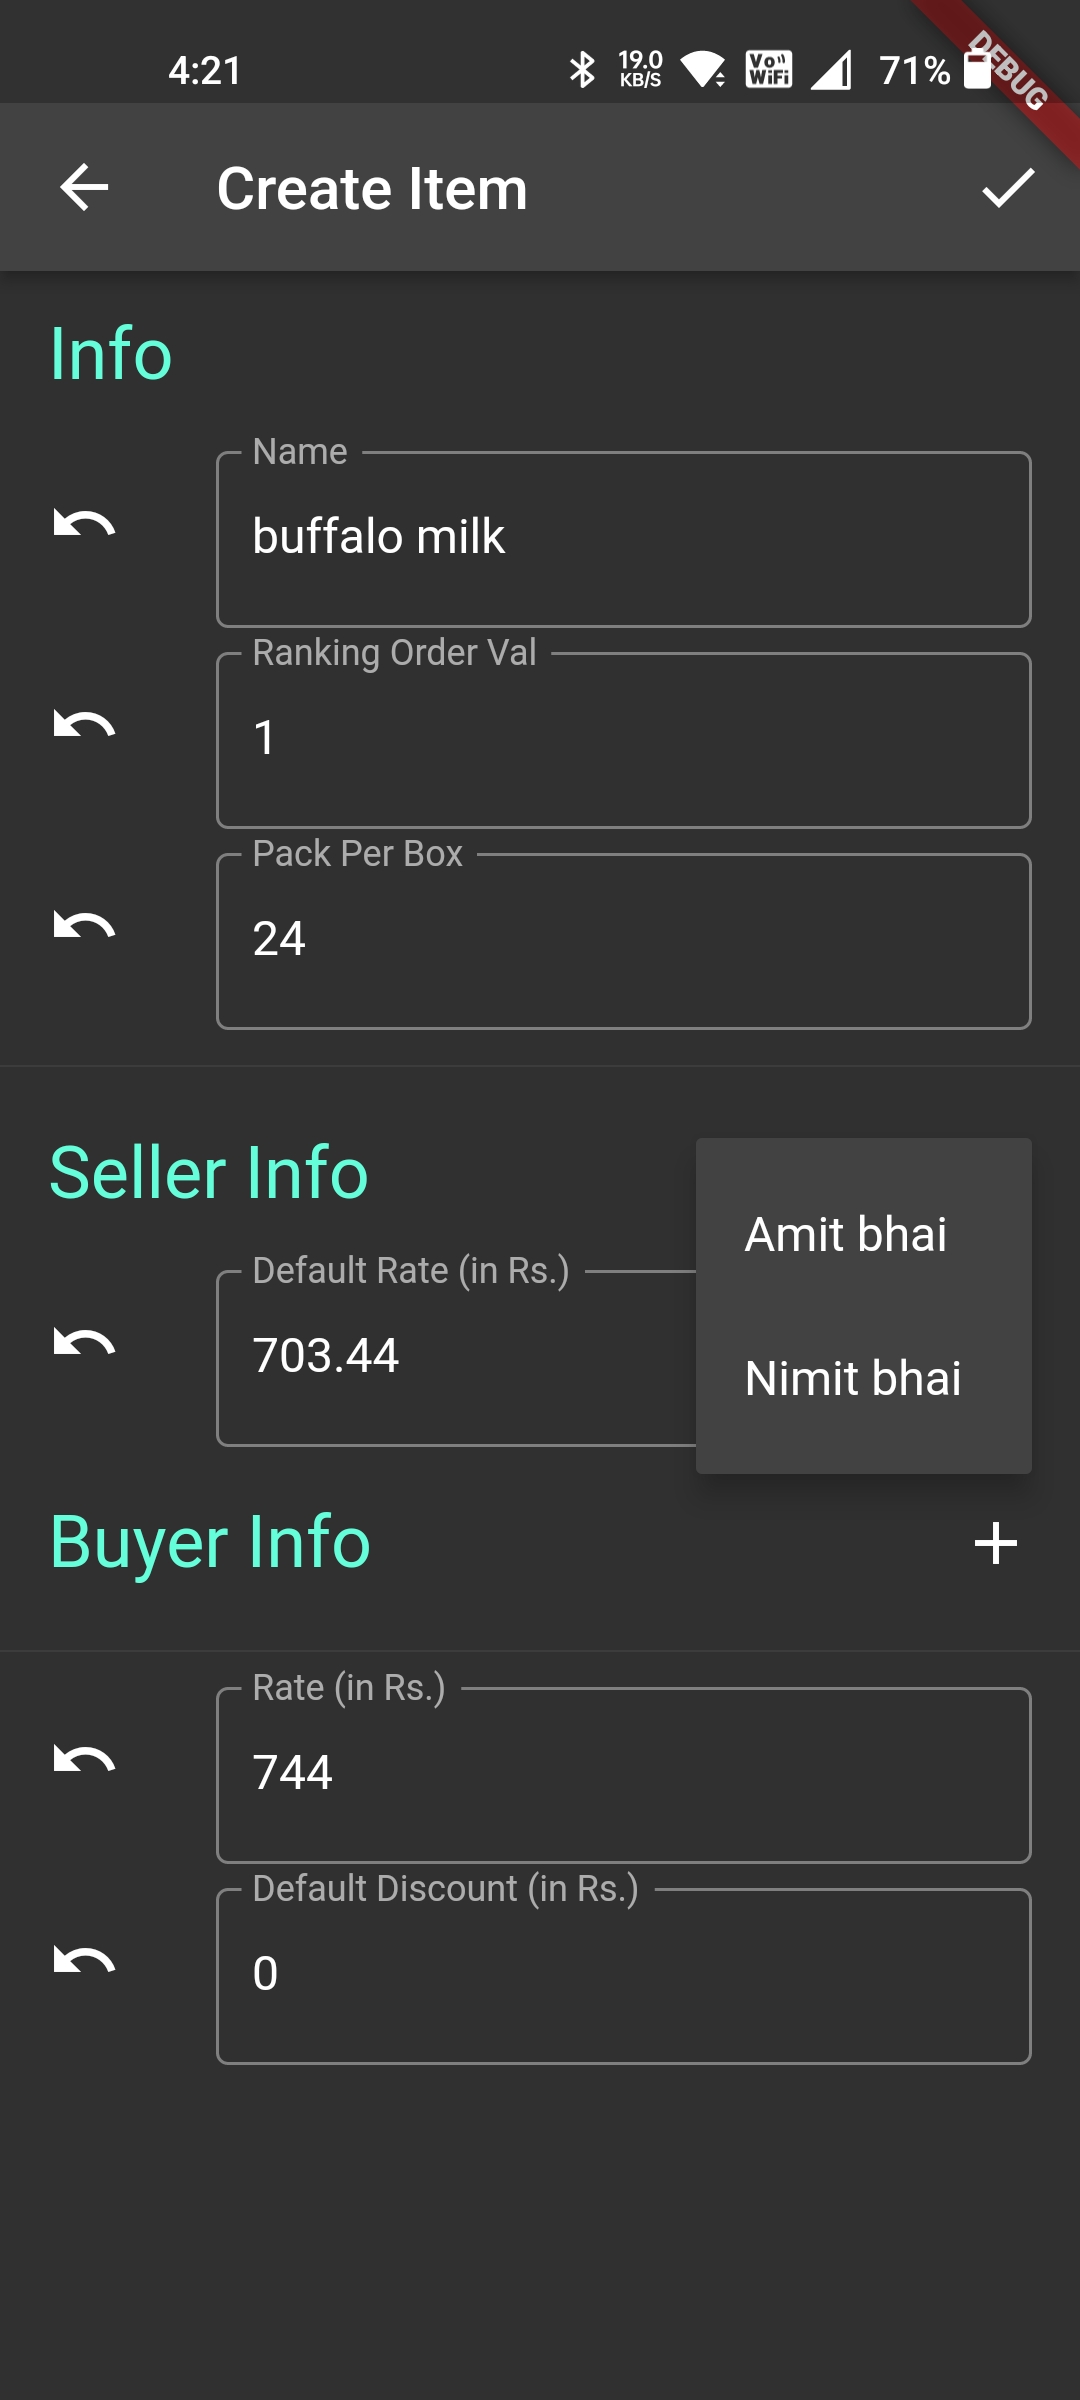 4:21
19.0
KB/S
Vo
WiFi
71%
DEBUG
Create Item
Info
Name
buffalo milk
Ranking Order Val
1
Pack Per Box
24
Seller Info
Amit bhai
Default Rate (in Rs.)
703.44
Nimit bhai
Buyer Info
Rate (in Rs.)
744
Default Discount (in Rs.)
0